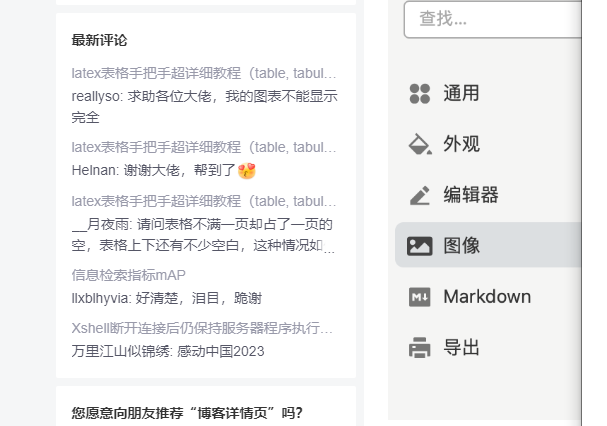 最新评论
latex表格手把手超详细教程（table, tabul...
reallyso: 求助各位大佬，我的图表不能显示
完全
latex表格手把手超详细教程（table, tabul...
Helnan: 谢谢大佬，帮到了
latex表格手把手超详细教程（table, tabul...
__月夜雨: 请问表格不满一页却占了一页的
空，表格上下还有不少空白，这种情况如...
信息检索指标mAP
llxblhyvia: 好清楚，泪目，跪谢
Xshell断开连接后仍保持服务器程序执行...
万里江山似锦绣: 感动中国2023
您愿意向朋友推荐“博客详情页”吗？
查找...
通用
外观
编辑器
图像
Markdown
导出